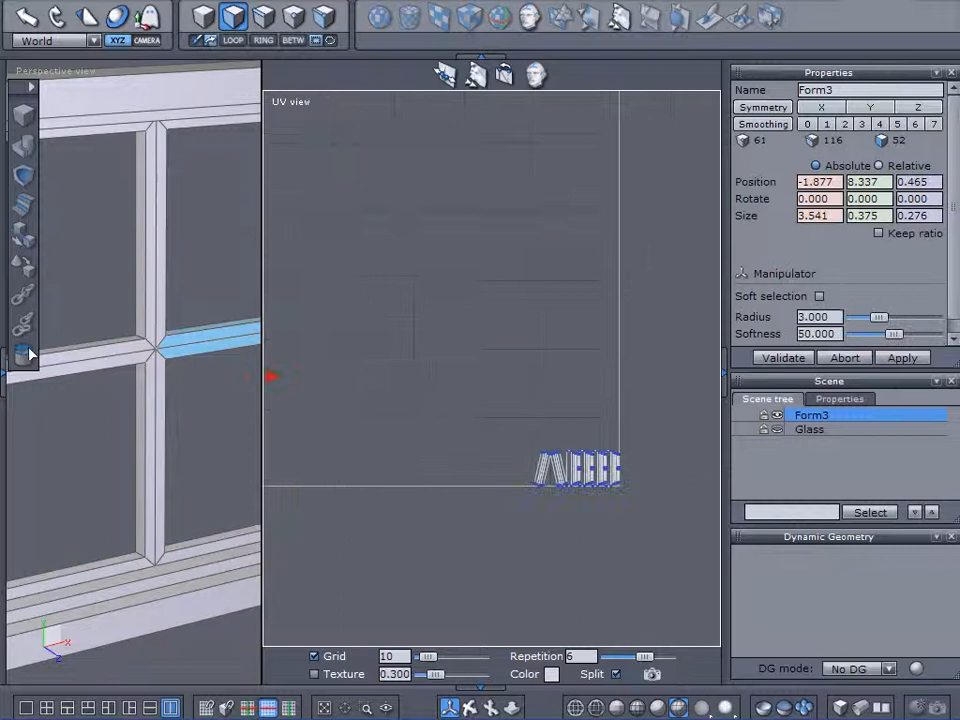 World
XYZ
CAMERA
LOOP
RING
BETW
Perspective view
UV view
Properties
Name
Form3
Symmetry
X
Y
Z
Smoothing
0 1 2 3 4 5 6 7
61
116
52
Absolute
Relative
Position
-1.877
8.337
0.465
Rotate
0.000
0.000
0.000
Size
3.541
0.375
0.276
Keep ratio
Manipulator
Soft selection
Radius
3.000
Softness
50.000
Validate
Abort
Apply
Scene
Scene tree
Properties
Form3
Glass
Select
Dynamic Geometry
DG mode:
No DG
Grid
10
Repetition
6
Texture
0.300
Color
Split
Y
X
Z